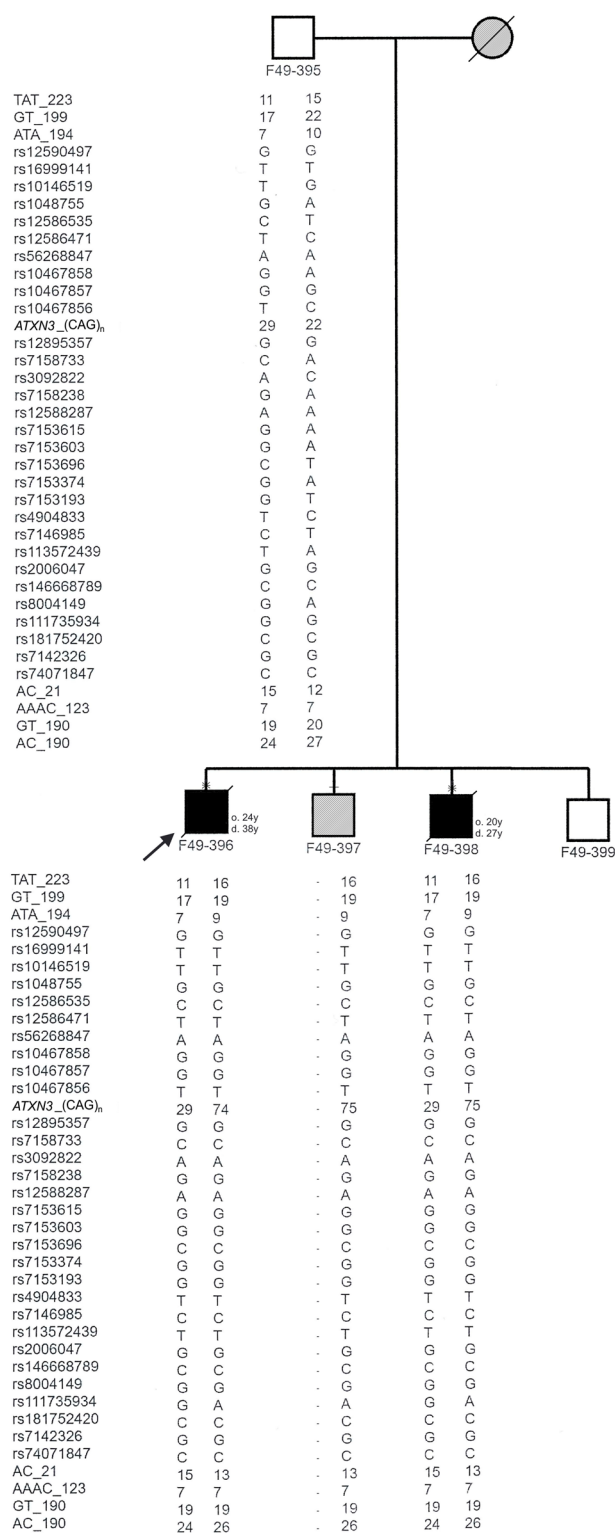 F49-395
TAT_223 11 15
GT_199 17 22
ATA_194 7 10
rs12590497 G G
rs16999141 T T
rs10146519 T G
rs1048755 G A
rs12586535 C T
rs12586471 T C
rs56268847 A A
rs10467858 G A
rs10467857 G G
rs10467856 T C
ATXN3_(CAG)n 29 22
rs12895357 G G
rs7158733 C A
rs3092822 A C
rs7158238 G A
rs12588287 A A
rs7153615 G A
rs7153603 G A
rs7153696 C T
rs7153374 G A
rs7153193 G T
rs4904833 T C
rs7146985 C T
rs113572439 T A
rs2006047 G G
rs146668789 C C
rs8004149 G A
rs111735934 G G
rs181752420 C C
rs7142326 G G
rs74071847 C C
AC_21 15 12
AAAC_123 7 7
GT_190 19 20
AC_190 24 27
o. 24y o. 20y
d. 38y d. 27y
F49-396 F49-397 F49-398 F49-399
TAT_223 11 16 - 16 11 16
GT_199 17 19 - 19 17 19
ATA_194 7 9 - 9 7 9
rs12590497 G G - G G G
rs16999141 T T - T T T
rs10146519 T T - T T T
rs1048755 G G - G G G
rs12586535 C C - C C C
rs12586471 T T - T T T
rs56268847 A A - A A A
rs10467858 G G - G G G
rs10467857 G G - G G G
rs10467856 T T - T T T
ATXN3_(CAG)n 29 74 - 75 29 75
rs12895357 G G - G G G
rs7158733 C C - C C C
rs3092822 A A - A A A
rs7158238 G G - G G G
rs12588287 A A - A A A
rs7153615 G G - G G G
rs7153603 G G - G G G
rs7153696 C C - C C C
rs7153374 G G - G G G
rs7153193 G G - G G G
rs4904833 T T - T T T
rs7146985 C C - C C C
rs113572439 T T - T T T
rs2006047 G G - G G G
rs146668789 C C - C C C
rs8004149 G G - G G G
rs111735934 G A - A G A
rs181752420 C C - C C C
rs7142326 G G - G G G
rs74071847 C C - C C C
AC_21 15 13 - 13 15 13
AAAC_123 7 7 - 7 7 7
GT_190 19 19 - 19 19 19
AC_190 24 26 - 26 24 26